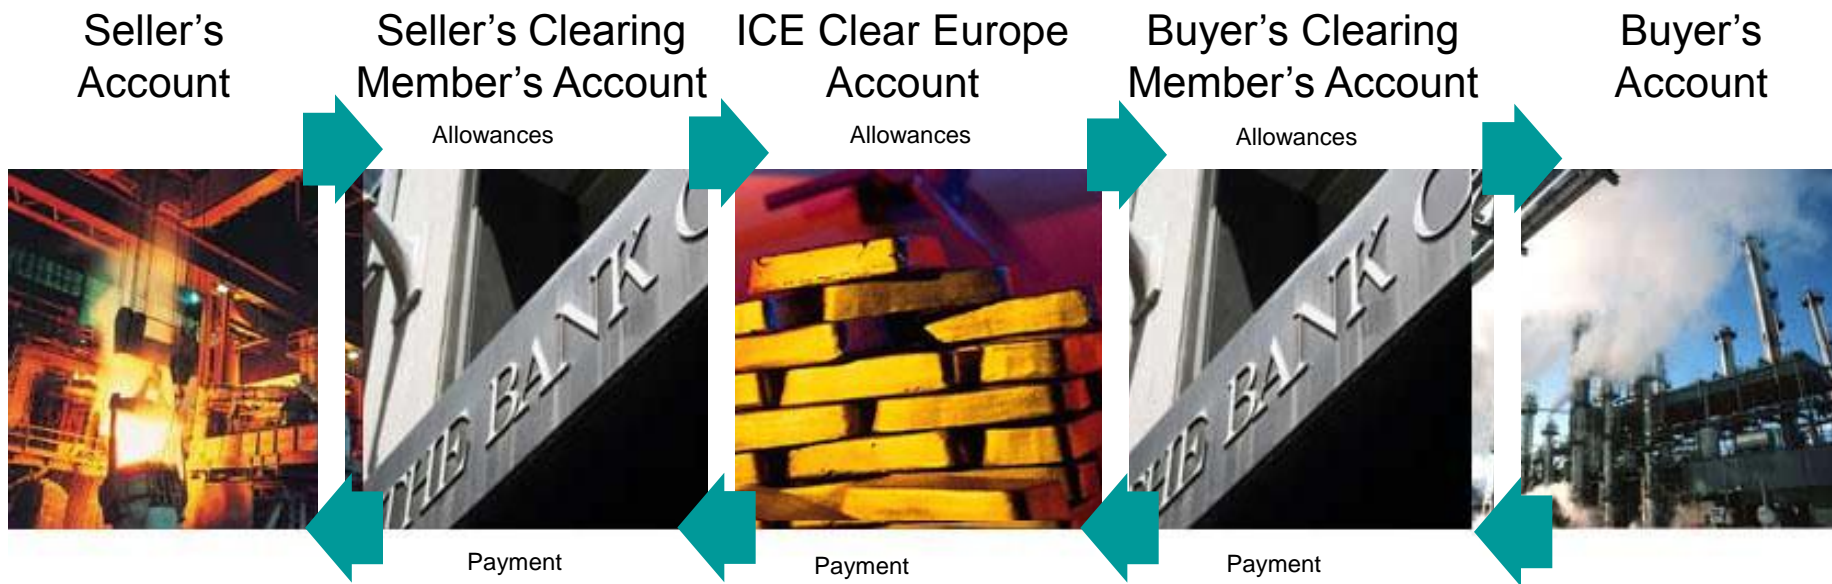 Seller’s
Account
Seller’s Clearing
Member’s Account
ICE Clear Europe
Account
Buyer’s Clearing
Member’s Account
Buyer’s
Account
Allowances
Allowances
Allowances
THE BANK O
THE BANK O
Payment
Payment
Payment